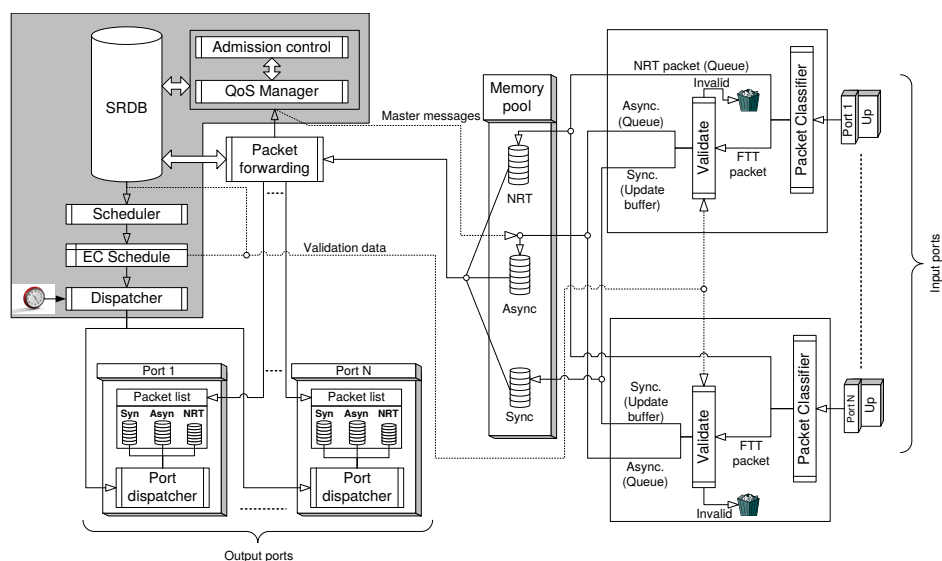 Admission control
QoS Manager
SRDB
Packet
forwarding
Scheduler
EC Schedule
Dispatcher
Master messages
Validation data
Memory
pool
NRT
Async
Sync
NRT packet (Queue)
Invalid
Async.
(Queue)
Sync.
(Update
buffer)
Validate
FTT
packet
Packet Classifier
Port 1
Up
Input ports
Sync.
(Update
buffer)
Async.
(Queue)
Validate
FTT
packet
Invalid
Packet Classifier
Port N
Up
Port 1
Packet list
Syn Asyn NRT
Port
dispatcher
Port N
Packet list
Syn Asyn NRT
Port
dispatcher
Output ports